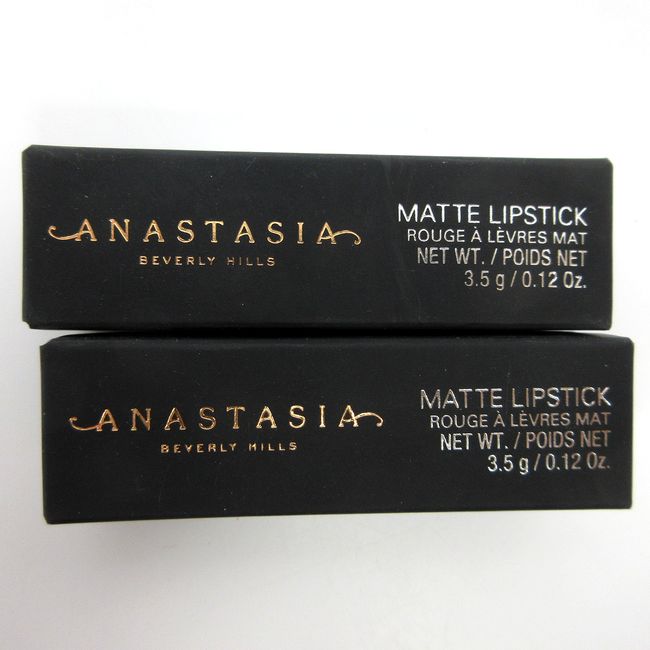 ANASTASIA
BEVERLY HILLS
MATTE LIPSTICK
ROUGE À LÈVRES MAT
NET WT. / POIDS NET
3.5 g / 0.12 Oz.
ANASTASIA
BEVERLY HILLS
MATTE LIPSTICK
ROUGE À LÈVRES MAT
NET WT. / POIDS NET
3.5 g / 0.12 Oz.